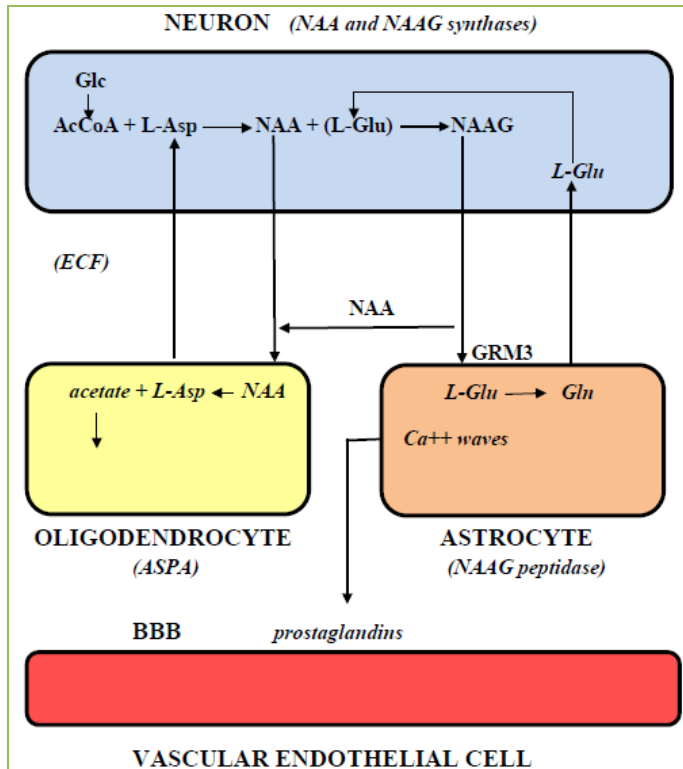 NEURON (NAA and NAAG synthases)
Glc
AcCoA + L-Asp NAA + (L-Glu) NAAG
L-Glu
(ECF)
NAA
GRM3
acetate + L-Asp NAA
L-Glu Gln
Ca++ waves
OLIGODENDROCYTE
(ASPA)
ASTROCYTE
(NAAG peptidase)
BBB prostaglandins
VASCULAR ENDOTHELIAL CELL